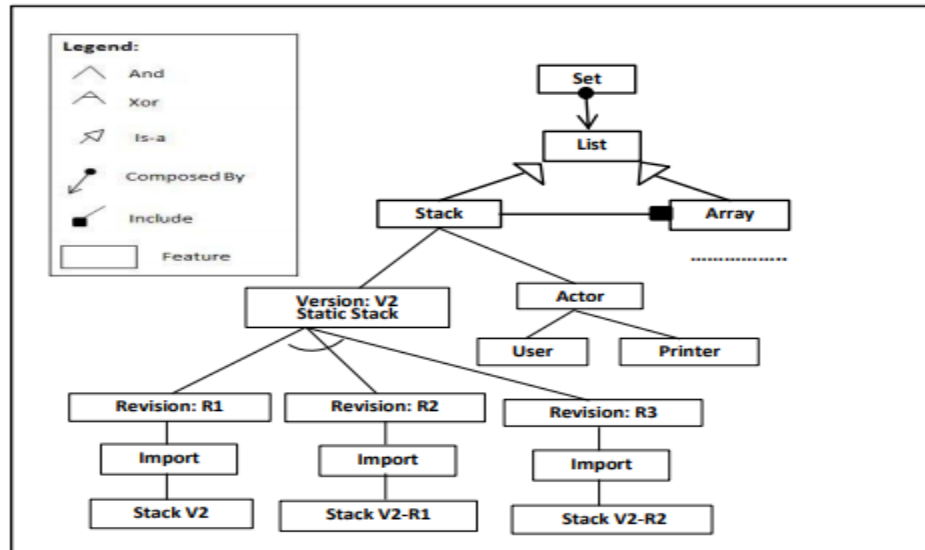 Legend:
And
Xor
Is-a
Composed By
Include
Feature
Set
List
Stack
Array
……………..
Version: V2
Static Stack
Actor
User
Printer
Revision: R1
Revision: R2
Revision: R3
Import
Import
Import
Stack V2
Stack V2-R1
Stack V2-R2